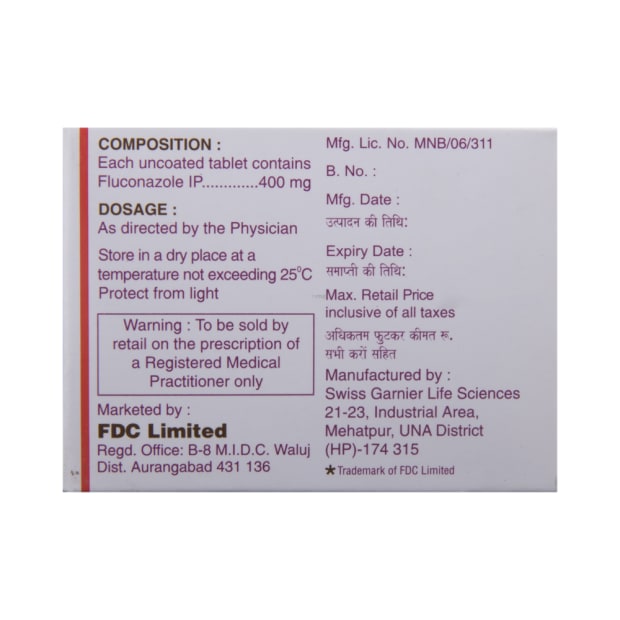 COMPOSITION :
Each uncoated tablet contains
Fluconazole IP.............400 mg
DOSAGE :
As directed by the Physician
Store in a dry place at a
temperature not exceeding 25°C
Protect from light
Warning : To be sold by
retail on the prescription of
a Registered Medical
Practitioner only
Marketed by :
FDC Limited
Regd. Office: B-8 M.I.D.C. Waluj
Dist. Aurangabad 431 136
Mfg. Lic. No. MNB/06/311
B. No. :
Mfg. Date :
उत्पादन की तिथि:
Expiry Date :
समाप्ती की तिथि:
Max. Retail Price
inclusive of all taxes
अधिकतम फुटकर कीमत रू.
सभी करों सहित
Manufactured by :
Swiss Garnier Life Sciences
21-23, Industrial Area,
Mehatpur, UNA District
(HP)-174 315
★Trademark of FDC Limited